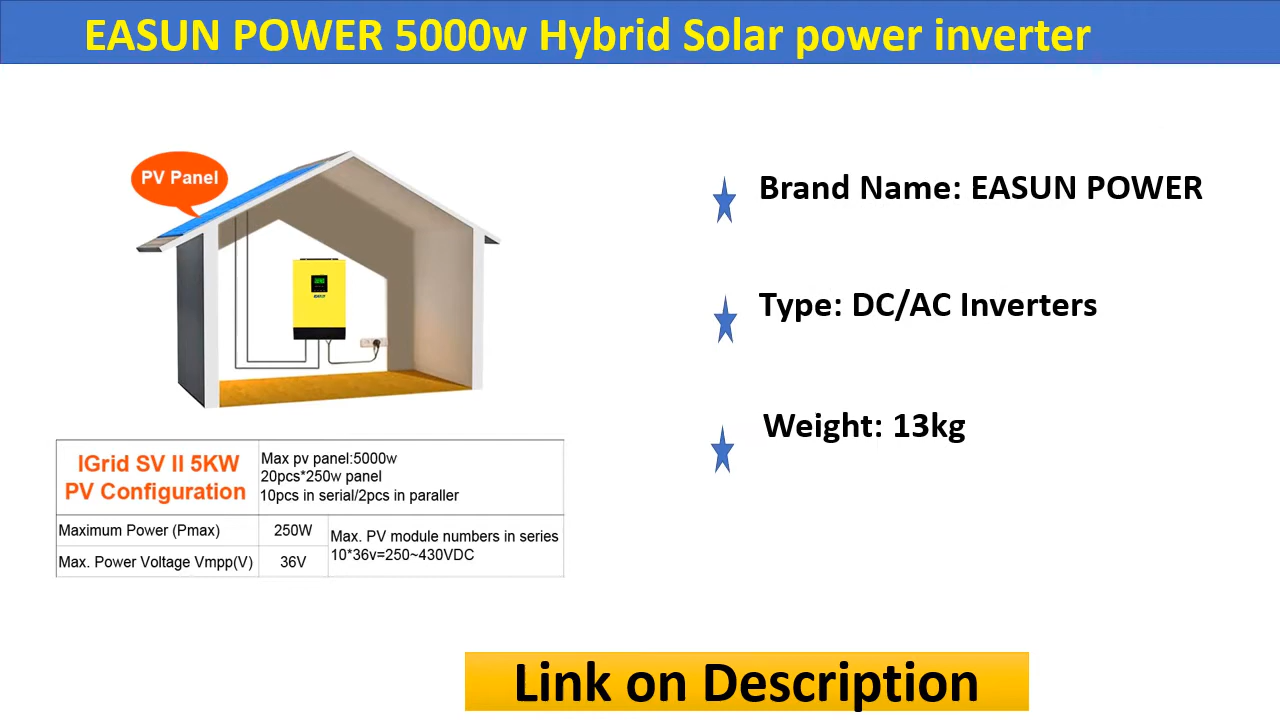 EASUN POWER 5000w Hybrid Solar power inverter
PV Panel
Brand Name: EASUN POWER
Type: DC/AC Inverters
Weight: 13kg
IGrid SV II 5KW
PV Configuration
Max pv panel:5000w
20pcs*250w panel
10pcs in serial/2pcs in paraller
Maximum Power (Pmax)
250W
Max. Power Voltage Vmpp(V)
36V
Max. PV module numbers in series
10*36v=250~430VDC
Link on Description